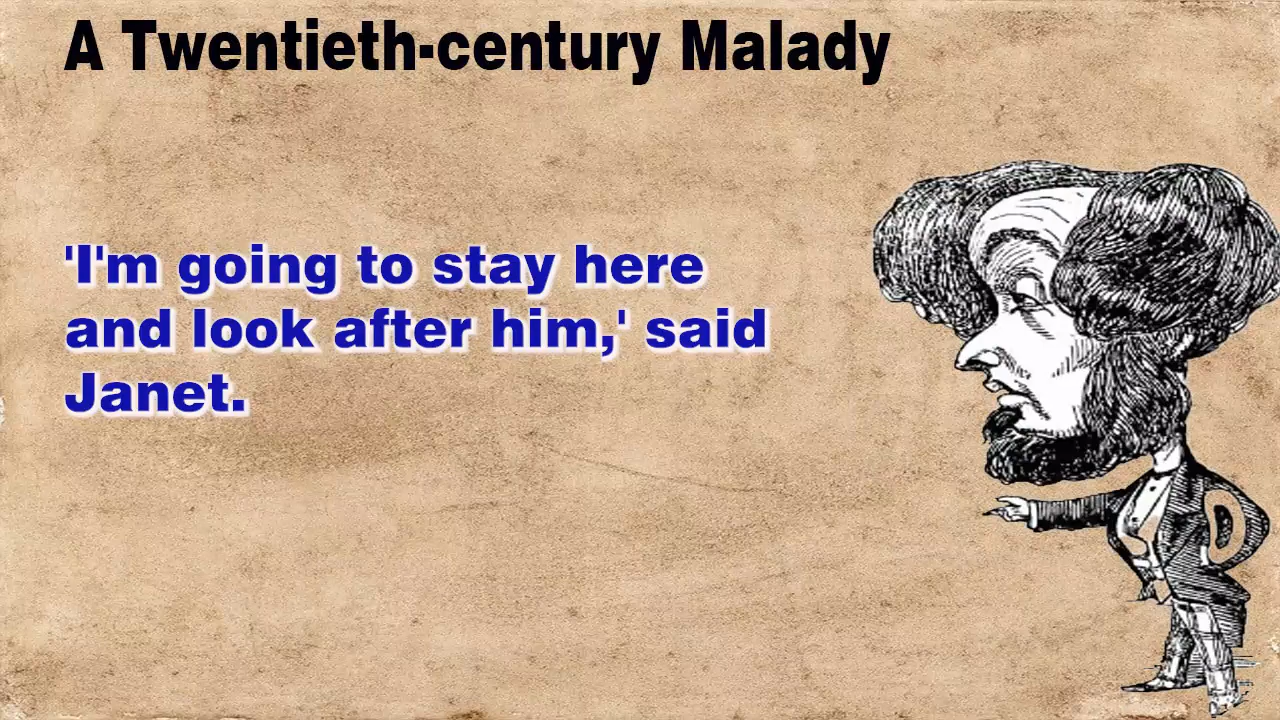 A Twentieth-century Malady
'I'm going to stay here
and look after him,' said
Janet.